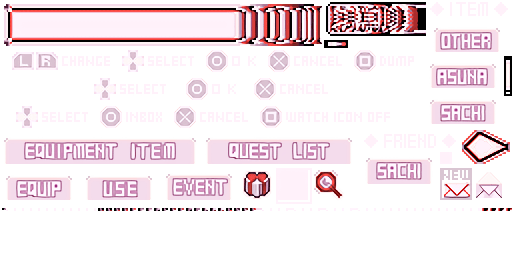 ◆ ITEM ◆
OTHER
L R CHANGE SELECT O K CANCEL DUMP
ASUNA
SELECT O K CANCEL
SACHI
SELECT INBOX CANCEL WATCH ICON OFF
◆ FRIEND ◆
EQUIPMENT ITEM QUEST LIST
SACHI
EQUIP USE EVENT
NEW